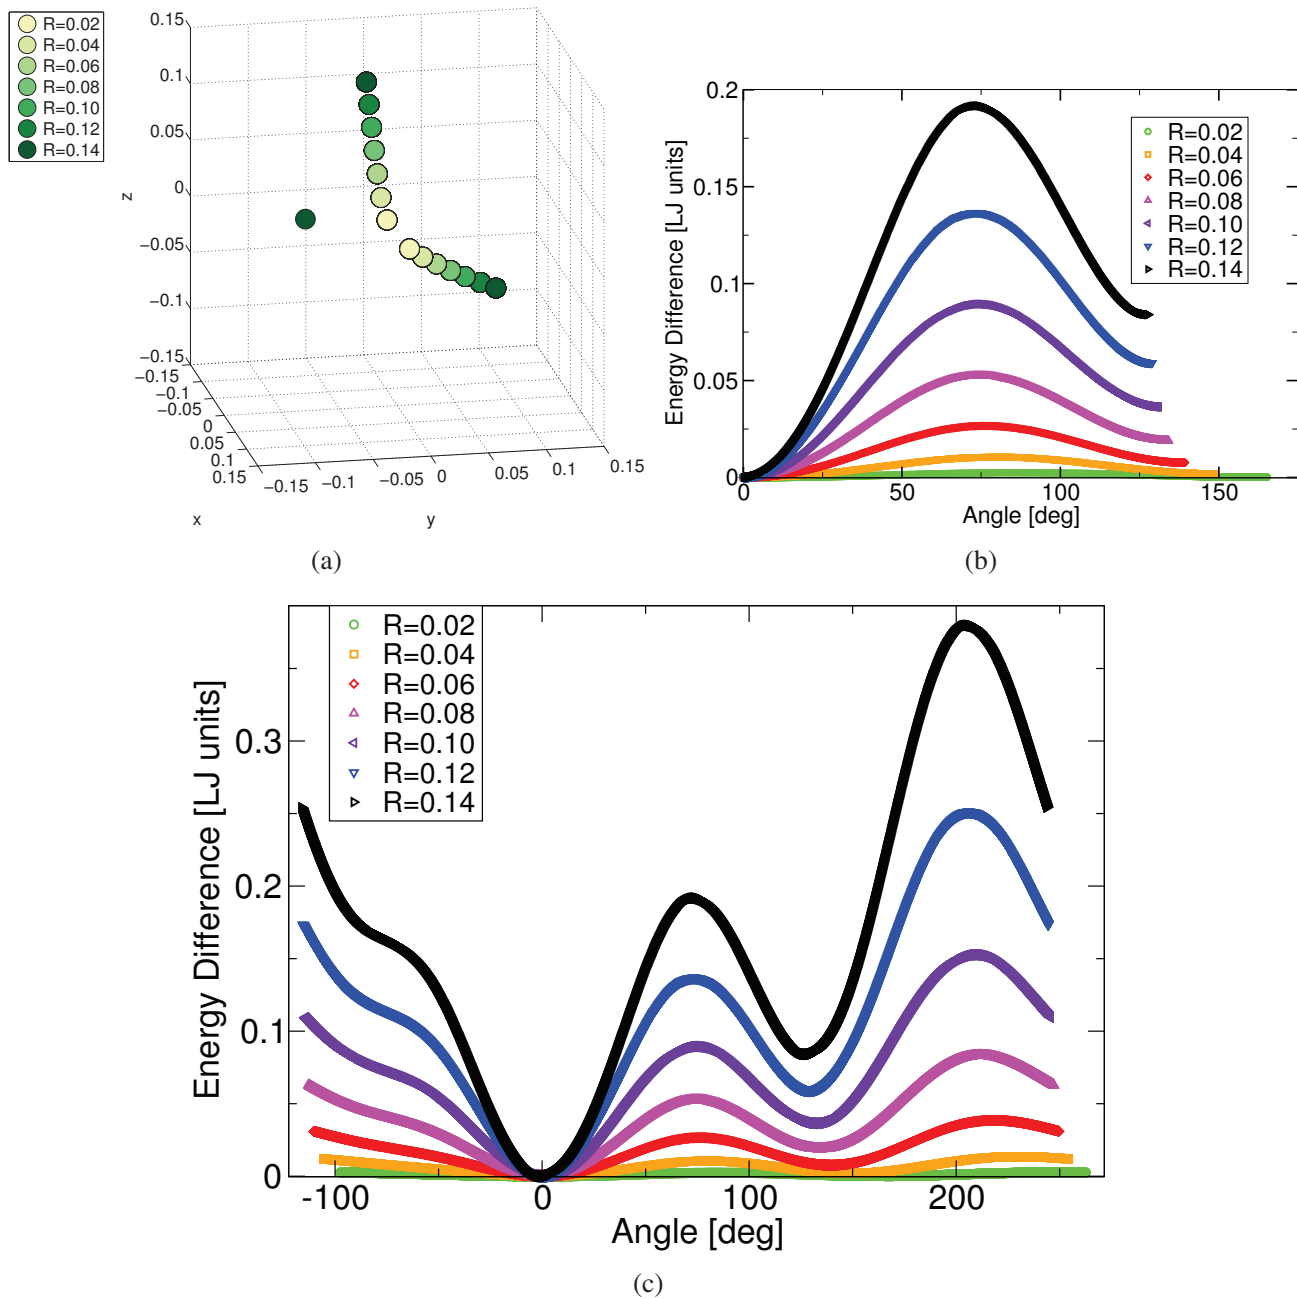 R=0.02
R=0.04
R=0.06
R=0.08
R=0.10
R=0.12
R=0.14
0.15
0.1
0.05
0
−0.05
−0.1
−0.15
z
−0.15
−0.1
−0.05
0
0.05
0.1
0.15
x
−0.15
−0.1
−0.05
0
0.05
0.1
0.15
y
(a)
0.2
0.15
0.1
0.05
0
Energy Difference [LJ units]
R=0.02
R=0.04
R=0.06
R=0.08
R=0.10
R=0.12
R=0.14
0 50 100 150
Angle [deg]
(b)
R=0.02
R=0.04
R=0.06
R=0.08
R=0.10
R=0.12
R=0.14
0.3
0.2
0.1
0
Energy Difference [LJ units]
-100 0 100 200
Angle [deg]
(c)